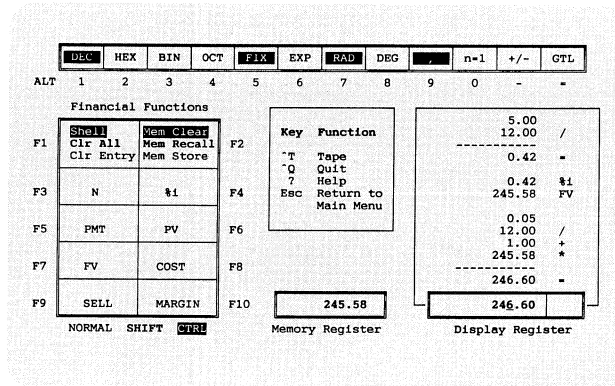 DEC HEX BIN OCT FIX EXP RAD DEG , n=1 +/- GTL
ALT 1 2 3 4 5 6 7 8 9 0 - =
Financial Functions
F1 Shell Mem Clear F2
Clr All Mem Recall
Clr Entry Mem Store
F3 N %i F4
F5 PMT PV F6
F7 FV COST F8
F9 SELL MARGIN F10
NORMAL SHIFT CTRL
Key Function
^T Tape
^Q Quit
? Help
Esc Return to
Main Menu
245.58
Memory Register
5.00
12.00 /
------------
0.42 =
0.42 %i
245.58 FV
0.05
12.00 /
1.00 +
245.58 *
------------
246.60 =
246.60
Display Register